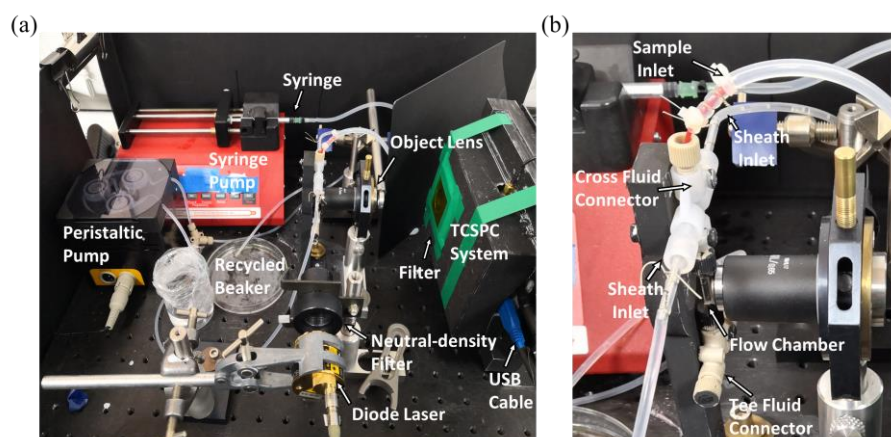 (a)
Syringe
Object Lens
Syringe
Pump
Peristaltic
Pump
Recycled
Beaker
TCSPC
System
Filter
Neutral-density
Filter
USB
Cable
Diode Laser
(b)
Sample
Inlet
Sheath
Inlet
Cross Fluid
Connector
Sheath
Inlet
Flow Chamber
Tee Fluid
Connector